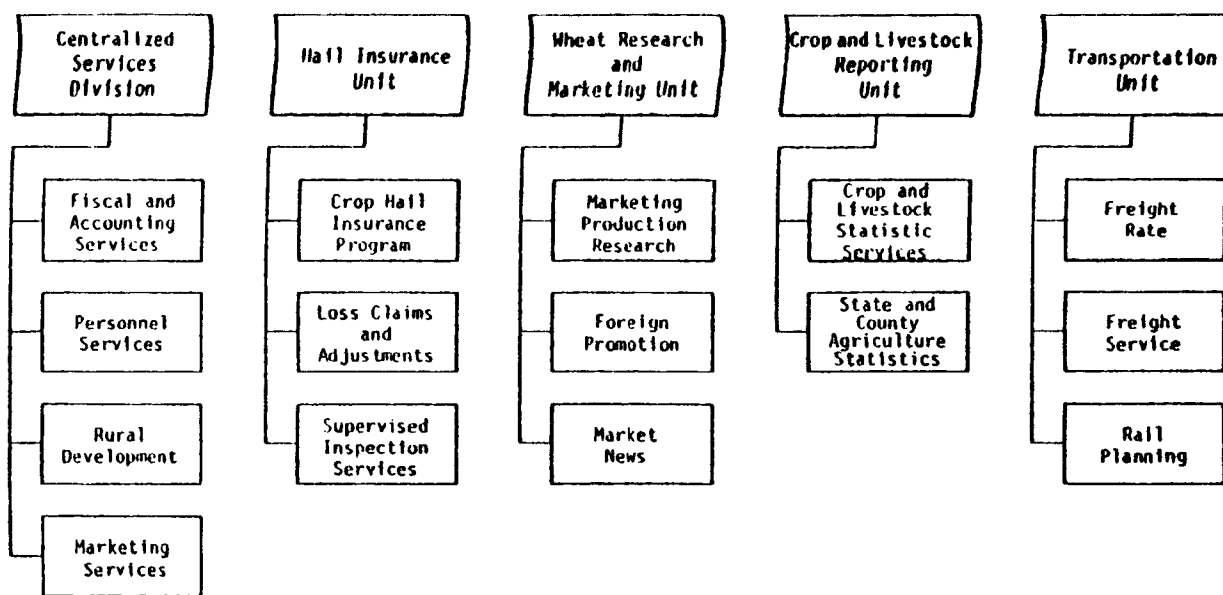 Centralized
Services
Division
Hail Insurance
Unit
Wheat Research
and
Marketing Unit
Crop and Livestock
Reporting
Unit
Transportation
Unit
Fiscal and
Accounting
Services
Personnel
Services
Rural
Development
Marketing
Services
Crop Hail
Insurance
Program
Loss Claims
and
Adjustments
Supervised
Inspection
Services
Marketing
Production
Research
Foreign
Promotion
Market
News
Crop and
Livestock
Statistic
Services
State and
County
Agriculture
Statistics
Freight
Rate
Freight
Service
Rail
Planning